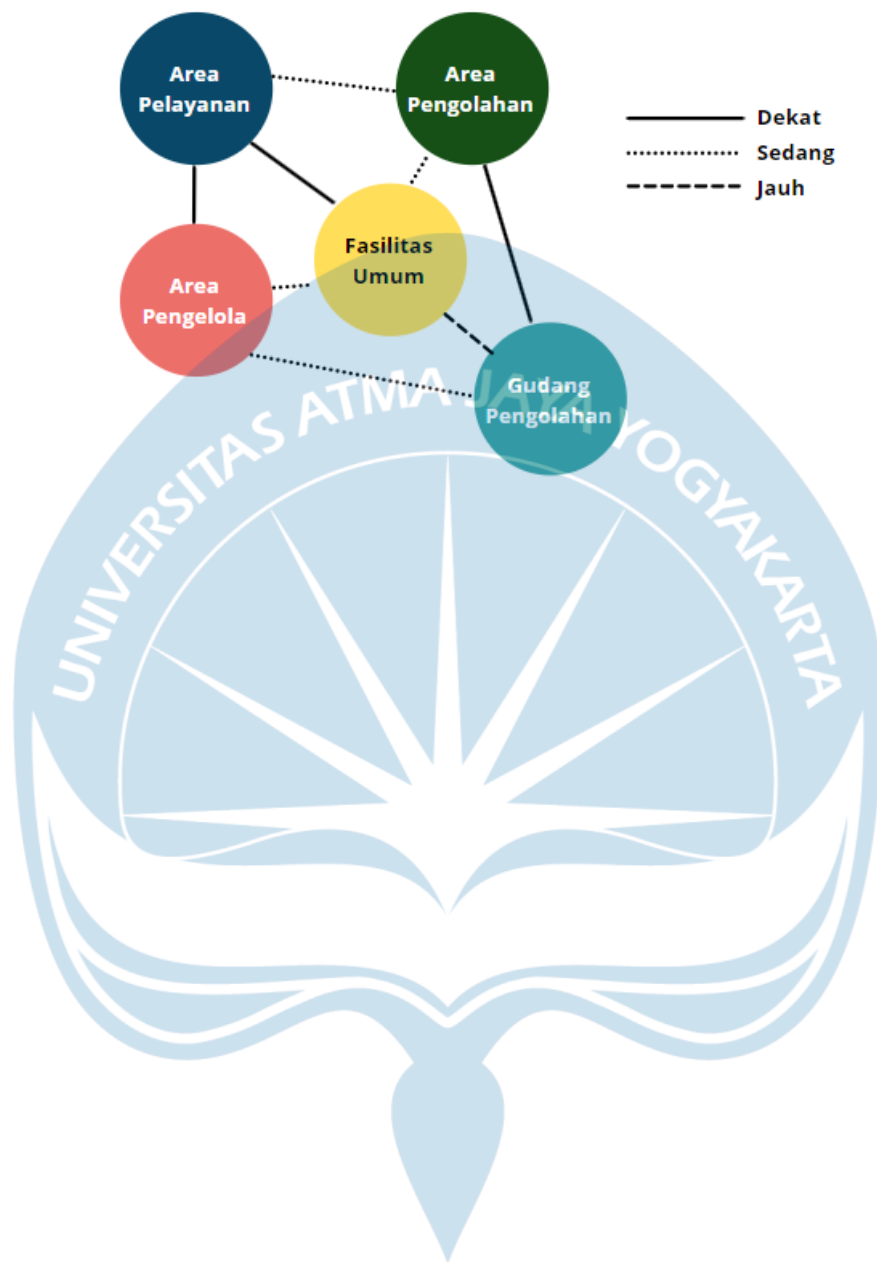 Area
Pelayanan
Area
Pengolahan
Dekat
Sedang
Jauh
Fasilitas
Umum
Area
Pengelola
Gudang
Pengolahan
UNIVERSITAS ATMA JAYA YOGYAKARTA